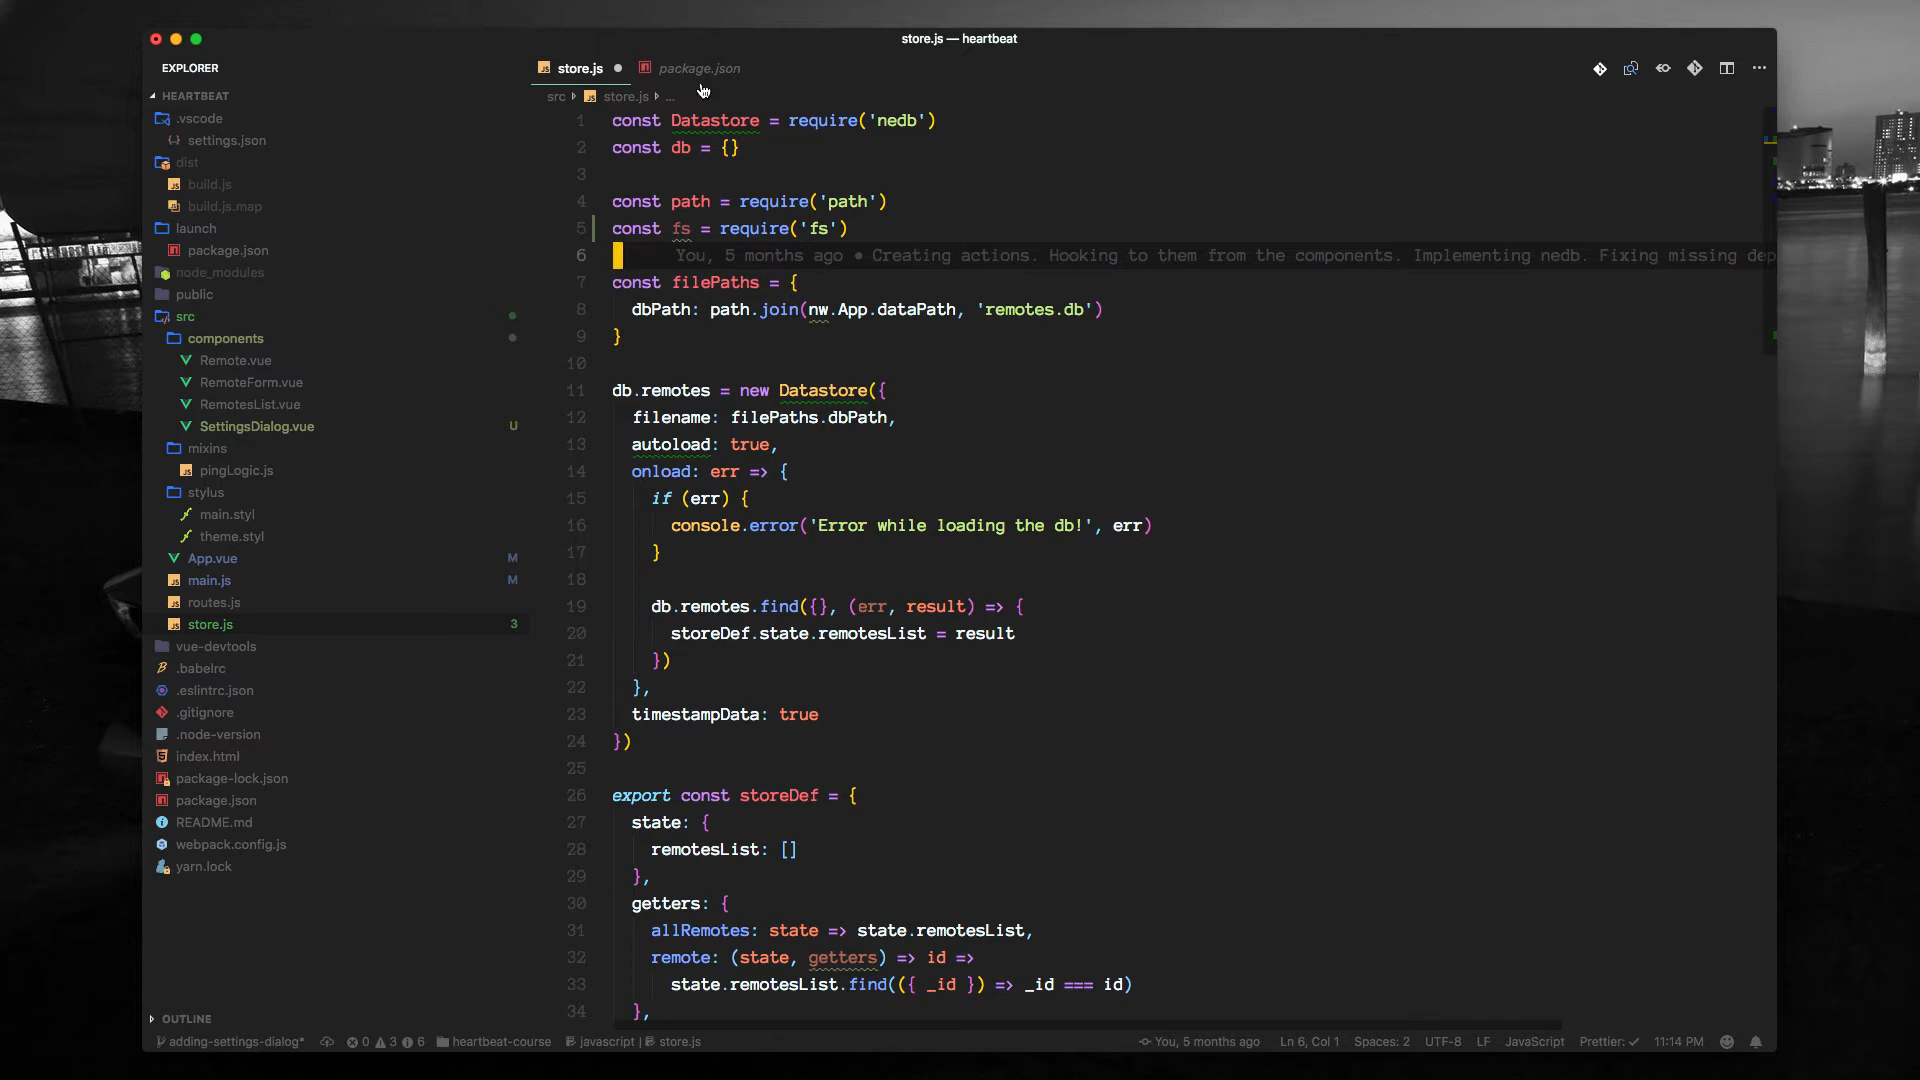 store.js — heartbeat
EXPLORER
store.js
package.json
HEARTBEAT
src
store.js
...
.vscode
settings.json
dist
build.js
build.js.map
launch
package.json
node_modules
public
src
components
Remote.vue
RemoteForm.vue
RemotesList.vue
SettingsDialog.vue
U
mixins
pingLogic.js
stylus
main.styl
theme.styl
App.vue
M
main.js
M
routes.js
store.js
3
vue-devtools
.babelrc
.eslintrc.json
.gitignore
.node-version
index.html
package-lock.json
package.json
README.md
webpack.config.js
yarn.lock
OUTLINE
1 const Datastore = require('nedb')
2 const db = {}
3
4 const path = require('path')
5 const fs = require('fs')
6 You, 5 months ago • Creating actions. Hooking to them from the components. Implementing nedb. Fixing missing dep
7 const filePaths = {
8 dbPath: path.join(nw.App.dataPath, 'remotes.db')
9 }
10
11 db.remotes = new Datastore({
12 filename: filePaths.dbPath,
13 autoload: true,
14 onload: err => {
15 if (err) {
16 console.error('Error while loading the db!', err)
17 }
18
19 db.remotes.find({}, (err, result) => {
20 storeDef.state.remotesList = result
21 })
22 },
23 timestampData: true
24 })
25
26 export const storeDef = {
27 state: {
28 remotesList: []
29 },
30 getters: {
31 allRemotes: state => state.remotesList,
32 remote: (state, getters) => id =>
33 state.remotesList.find(({ _id }) => _id === id)
34 },
adding-settings-dialog* 0 3 6 heartbeat-course javascript | store.js You, 5 months ago Ln 6, Col 1 Spaces: 2 UTF-8 LF JavaScript Prettier: ✓ 11:14 PM